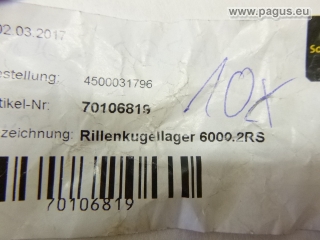 © www.pagus.eu
02.03.2017
estellung: 4500031796
10x
tikel-Nr: 70106819
zeichnung: Rillenkugellager 6000.2RS
70106819